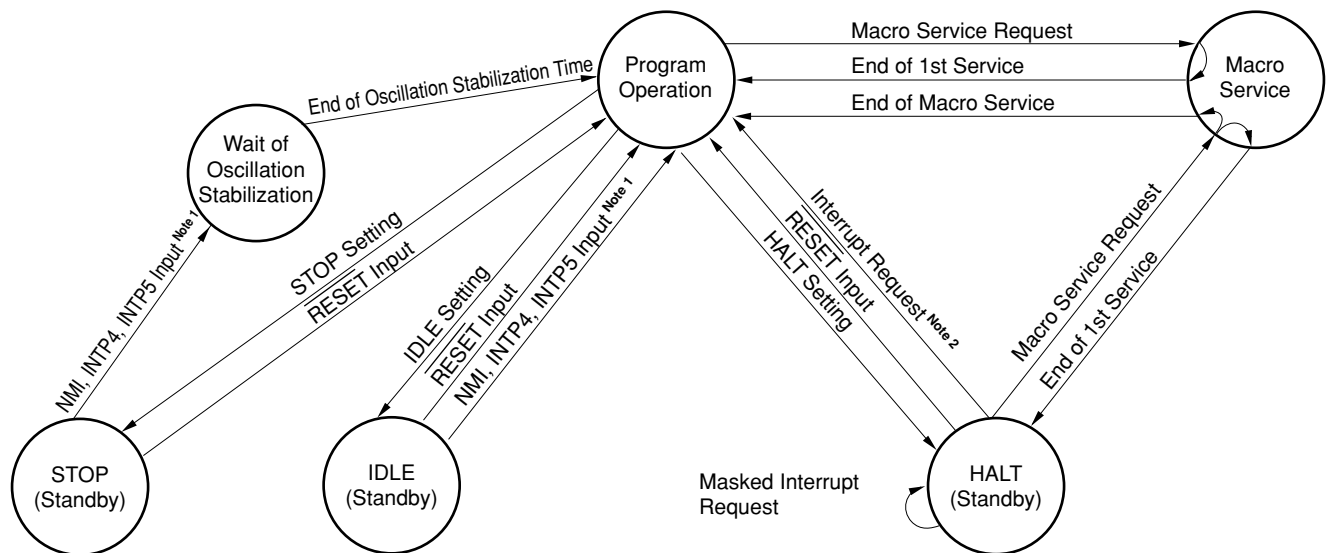 Macro Service Request
End of 1st Service
End of Macro Service
Program
Operation
Macro
Service
End of Oscillation Stabilization Time
Wait of
Oscillation
Stabilization
NMI, INTP4, INTP5 Input Note 1
STOP Setting
RESET Input
IDLE Setting
RESET Input
NMI, INTP4, INTP5 Input Note 1
Interrupt Request Note 2
RESET Input
HALT Setting
Macro Service Request
End of 1st Service
STOP
(Standby)
IDLE
(Standby)
Masked Interrupt
Request
HALT
(Standby)